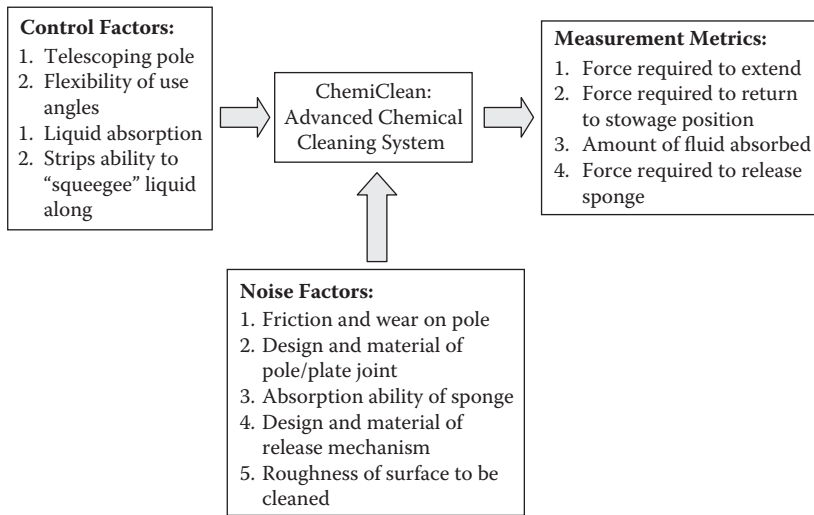 Control Factors:
1. Telescoping pole
2. Flexibility of use
angles
1. Liquid absorption
2. Strips ability to
“squeegee” liquid
along
ChemiClean:
Advanced Chemical
Cleaning System
Measurement Metrics:
1. Force required to extend
2. Force required to return
to stowage position
3. Amount of fluid absorbed
4. Force required to release
sponge
Noise Factors:
1. Friction and wear on pole
2. Design and material of
pole/plate joint
3. Absorption ability of sponge
4. Design and material of
release mechanism
5. Roughness of surface to be
cleaned